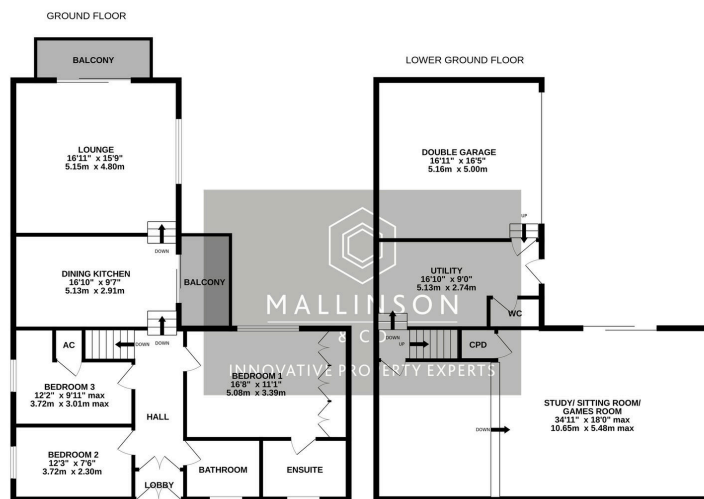 GROUND FLOOR
BALCONY
LOUNGE
16'11" x 15'9"
5.15m x 4.80m
DOWN
DINING KITCHEN
16'10" x 9'7"
5.13m x 2.91m
BALCONY
DOWN
DOWN
AC
BEDROOM 3
12'2" x 9'11" max
3.72m x 3.01m max
HALL
BEDROOM 1
16'8" x 11'1"
5.08m x 3.39m
BEDROOM 2
12'3" x 7'6"
3.72m x 2.30m
LOBBY
BATHROOM
ENSUITE
LOWER GROUND FLOOR
DOUBLE GARAGE
16'11" x 16'5"
5.16m x 5.00m
UP
UTILITY
16'10" x 9'0"
5.13m x 2.74m
WC
DOWN
UP
CPD
STUDY/ SITTING ROOM/
GAMES ROOM
34'11" x 18'0" max
10.65m x 5.48m max
DOWN
MALLINSON
& CO
INNOVATIVE PROPERTY EXPERTS